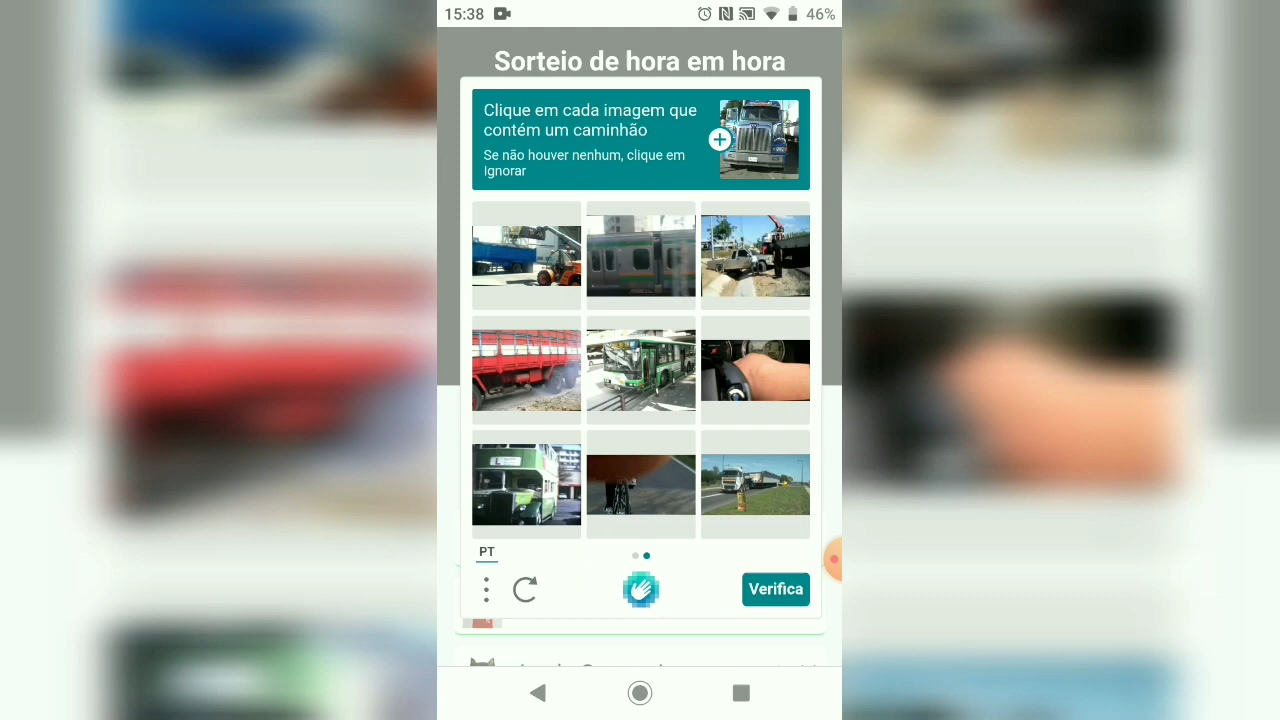 15:38
46%
Sorteio de hora em hora
Clique em cada imagem que
contém um caminhão
Se não houver nenhum, clique em
Ignorar
PT
Verifica